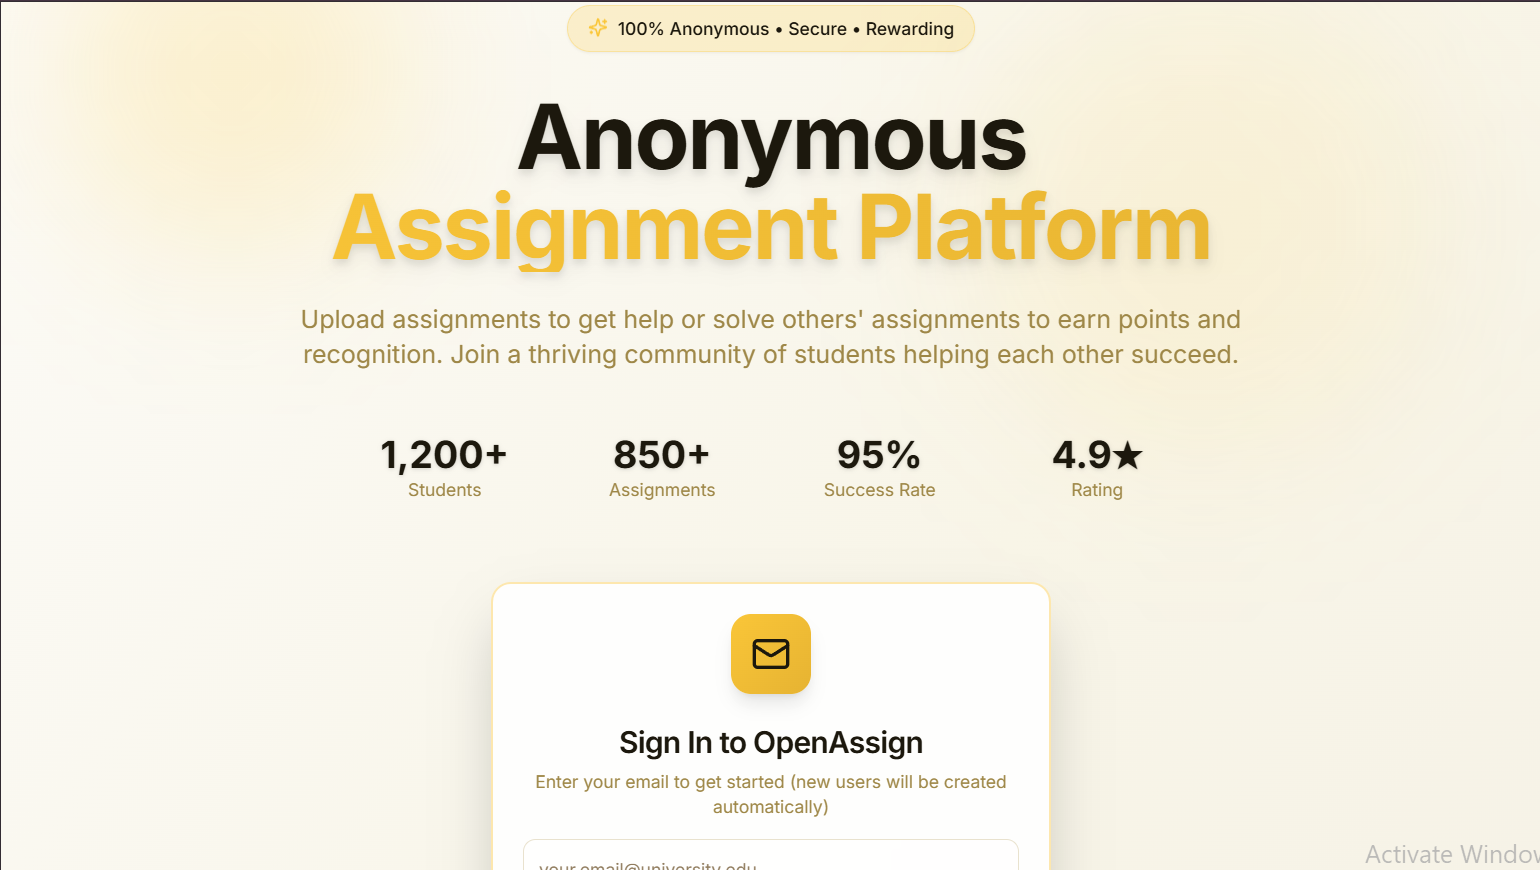 100% Anonymous • Secure • Rewarding
Anonymous
Assignment Platform
Upload assignments to get help or solve others' assignments to earn points and
recognition. Join a thriving community of students helping each other succeed.
1,200+ 850+ 95% 4.9★
Students Assignments Success Rate Rating
Sign In to OpenAssign
Enter your email to get started (new users will be created
automatically)
your.email@university.edu
Activate Window